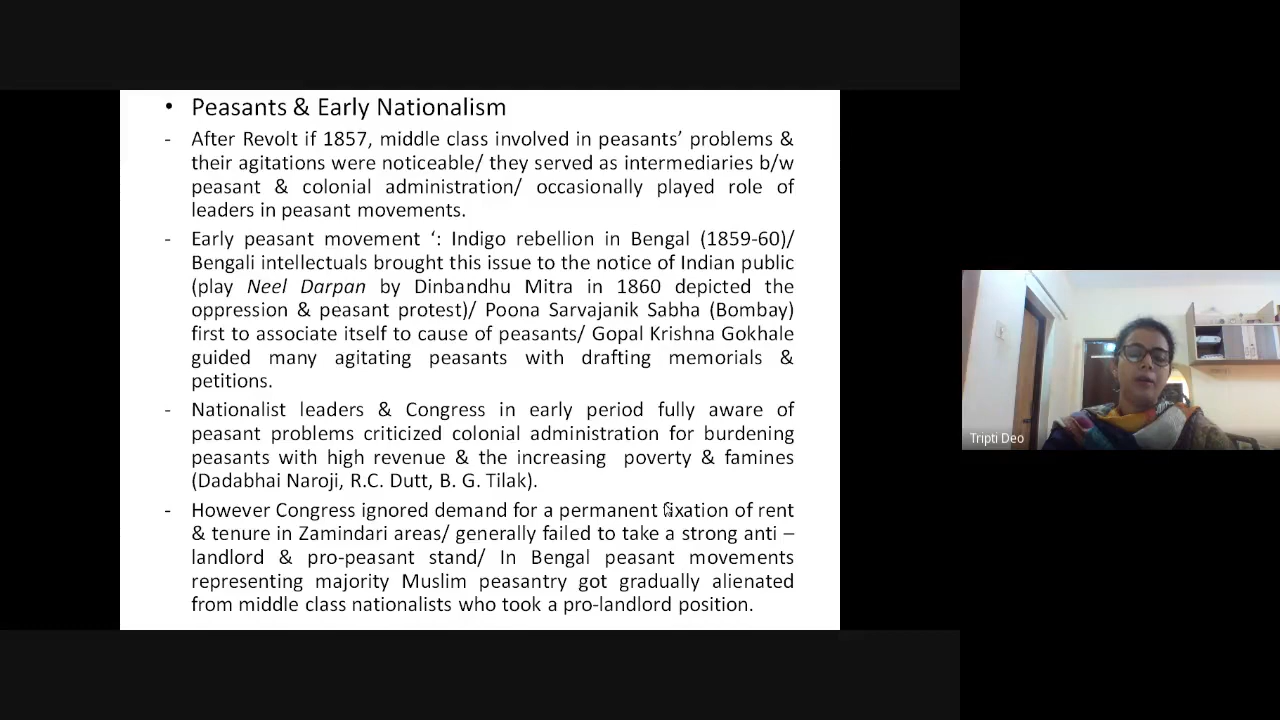 • Peasants & Early Nationalism
- After Revolt if 1857, middle class involved in peasants’ problems &
their agitations were noticeable/ they served as intermediaries b/w
peasant & colonial administration/ occasionally played role of
leaders in peasant movements.
- Early peasant movement ‘: Indigo rebellion in Bengal (1859-60)/
Bengali intellectuals brought this issue to the notice of Indian public
(play Neel Darpan by Dinbandhu Mitra in 1860 depicted the
oppression & peasant protest)/ Poona Sarvajanik Sabha (Bombay)
first to associate itself to cause of peasants/ Gopal Krishna Gokhale
guided many agitating peasants with drafting memorials &
petitions.
- Nationalist leaders & Congress in early period fully aware of
peasant problems criticized colonial administration for burdening
peasants with high revenue & the increasing poverty & famines
(Dadabhai Naroji, R.C. Dutt, B. G. Tilak).
- However Congress ignored demand for a permanent fixation of rent
& tenure in Zamindari areas/ generally failed to take a strong anti –
landlord & pro-peasant stand/ In Bengal peasant movements
representing majority Muslim peasantry got gradually alienated
from middle class nationalists who took a pro-landlord position.
Tripti Deo